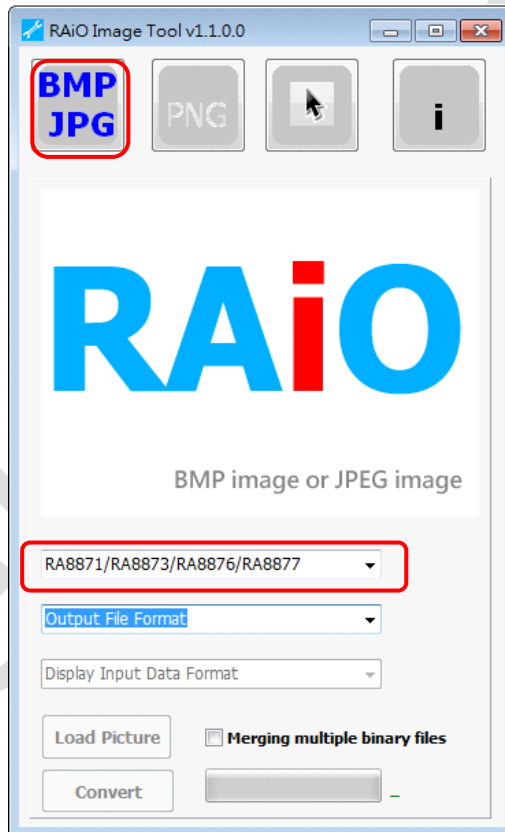 RAiO Image Tool v1.1.0.0
BMP
JPG
PNG
i
RAiO
BMP image or JPEG image
RA8871/RA8873/RA8876/RA8877
Output File Format
Display Input Data Format
Load Picture
Merging multiple binary files
Convert
_